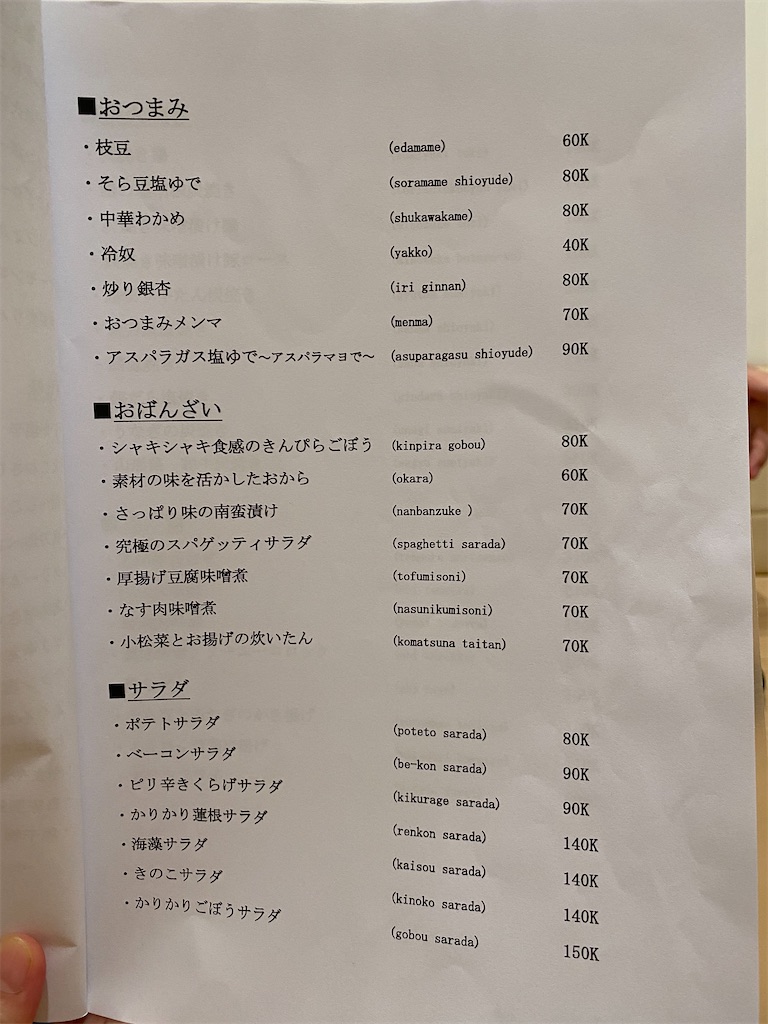 ■おつまみ
・枝豆 (edamame) 60K
・そら豆塩ゆで (soramame shioyude) 80K
・中華わかめ (shukawakame) 80K
・冷奴 (yakko) 40K
・炒り銀杏 (iri ginnan) 80K
・おつまみメンマ (menma) 70K
・アスパラガス塩ゆで～アスパラマヨで～ (asuparagasu shioyude) 90K
■おばんざい
・シャキシャキ食感のきんぴらごぼう (kinpira gobou) 80K
・素材の味を活かしたおから (okara) 60K
・さっぱり味の南蛮漬け (nanbanzuke ) 70K
・究極のスパゲッティサラダ (spaghetti sarada) 70K
・厚揚げ豆腐味噌煮 (tofumisoni) 70K
・なす肉味噌煮 (nasunikumisoni) 70K
・小松菜とお揚げの炊いたん (komatsuna taitan) 70K
■サラダ
・ポテトサラダ (poteto sarada) 80K
・ベーコンサラダ (be-kon sarada) 90K
・ピリ辛きくらげサラダ (kikurage sarada) 90K
・かりかり蓮根サラダ (renkon sarada) 140K
・海藻サラダ (kaisou sarada) 140K
・きのこサラダ (kinoko sarada) 140K
・かりかりごぼうサラダ (gobou sarada) 150K